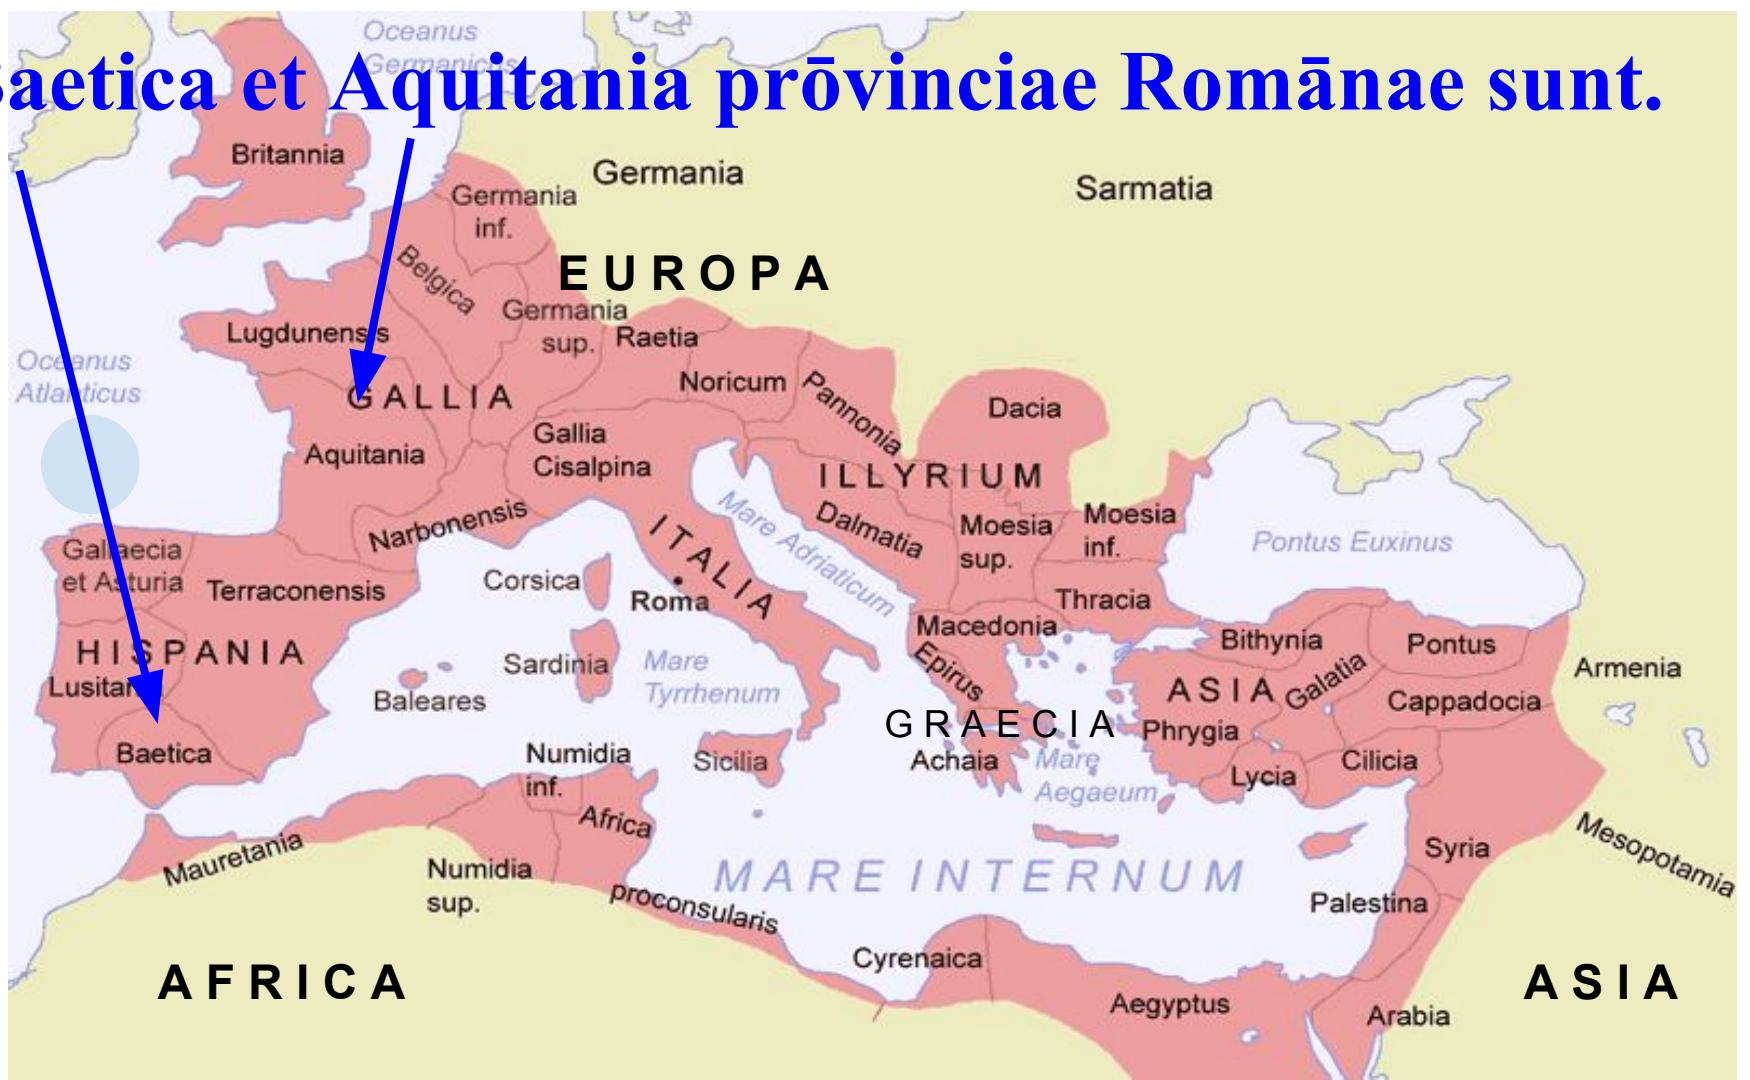 Oceanus
Germanicus
Baetica et Aquitania prōvinciae Romānae sunt.
Britannia
Germania
Sarmatia
Germania
inf.
Belgica
EUROPA
Germania
sup.
Lugdunensis
Raetia
Oceanus
Atlanticus
GALLIA
Noricum
Pannonia
Dacia
Aquitania
Gallia
Cisalpina
ILLYRIUM
Narbonensis
ITALIA
Mare Adriaticum
Dalmatia
Moesia
sup.
Moesia
inf.
Pontus Euxinus
Gallaecia
et Asturia
Terraconensis
Corsica
Roma
Thracia
Macedonia
Bithynia
Pontus
HISPANIA
Lusitania
Sardinia
Mare
Tyrrhenum
Epirus
ASIA
Galatia
Armenia
Baleares
Cappadocia
GRAECIA
Phrygia
Baetica
Numidia
inf.
Sicilia
Achaia
Mare
Aegaeum
Lycia
Cilicia
Africa
proconsularis
Mauretania
Numidia
sup.
MARE INTERNUM
Syria
Mesopotamia
Palestina
Cyrenaica
AFRICA
ASIA
Aegyptus
Arabia